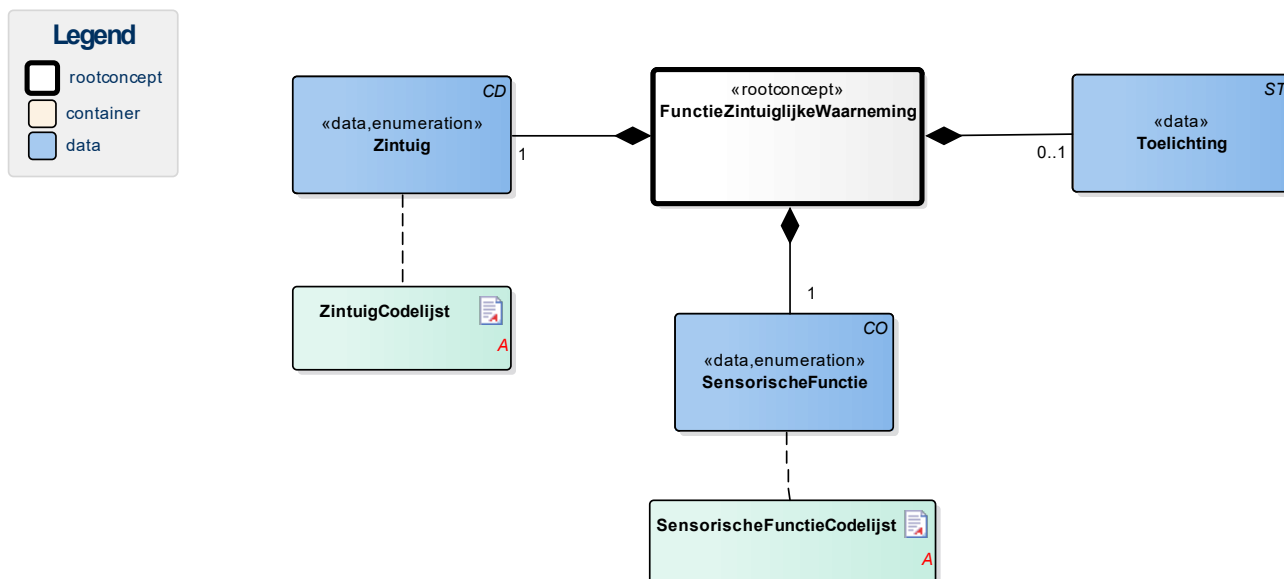 Legend
rootconcept
container
data
CD
«data,enumeration»
Zintuig
1
«rootconcept»
FunctieZintuiglijkeWaarneming
ST
«data»
Toelichting
0..1
ZintuigCodelijst
A
1
CO
«data,enumeration»
SensorischeFunctie
SensorischeFunctieCodelijst
A